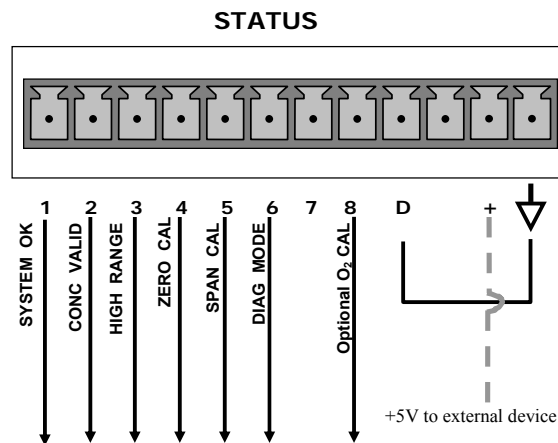 STATUS
1 2 3 4 5 6 7 8 D +
SYSTEM OK
CONC VALID
HIGH RANGE
ZERO CAL
SPAN CAL
DIAG MODE
Optional O₂ CAL
+5V to external device